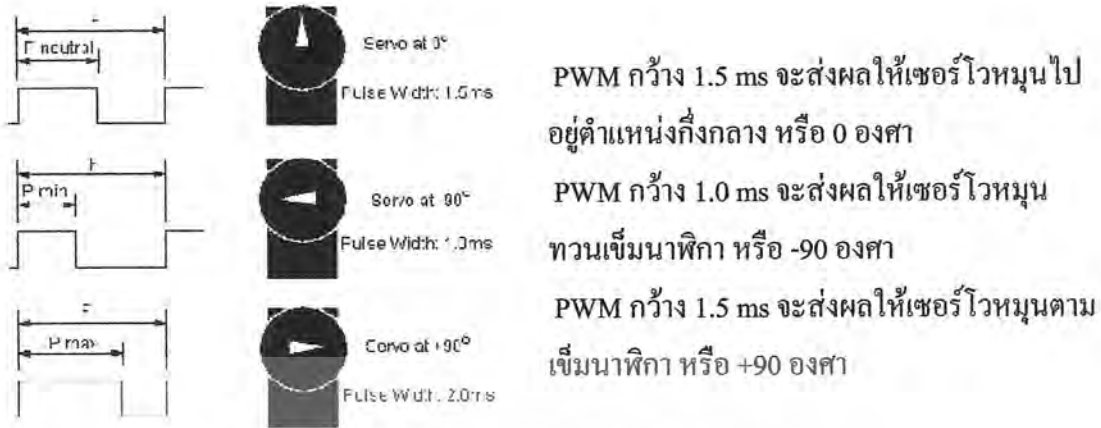 P neutral
Servo at 0°
Pulse Width: 1.5ms
PWM กว้าง 1.5 ms จะส่งผลให้เซอร์โวหมุนไป
อยู่ตำแหน่งกึ่งกลาง หรือ 0 องศา
P min
Servo at -90°
Pulse Width: 1.0ms
PWM กว้าง 1.0 ms จะส่งผลให้เซอร์โวหมุน
ทวนเข็มนาฬิกา หรือ -90 องศา
P max
Servo at +90°
Pulse Width: 2.0ms
PWM กว้าง 1.5 ms จะส่งผลให้เซอร์โวหมุนตาม
เข็มนาฬิกา หรือ +90 องศา